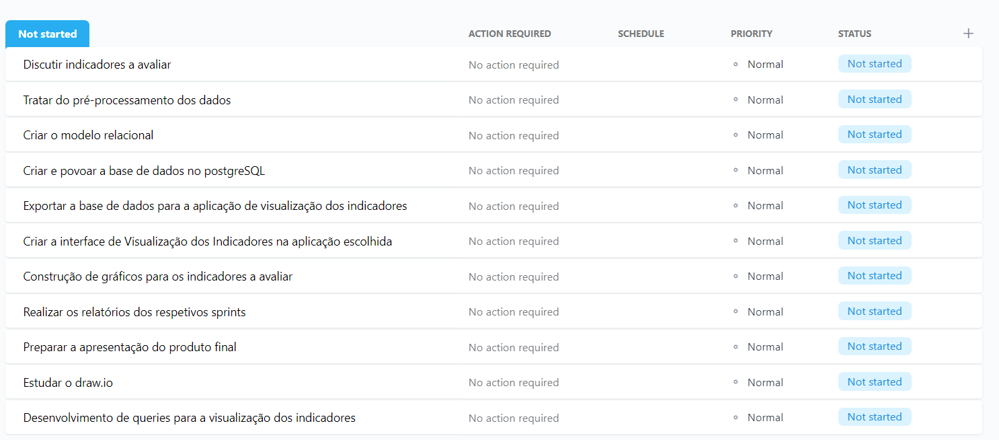 Not started ACTION REQUIRED SCHEDULE PRIORITY STATUS
Discutir indicadores a avaliar No action required Normal Not started
Tratar do pré-processamento dos dados No action required Normal Not started
Criar o modelo relacional No action required Normal Not started
Criar e povoar a base de dados no postgreSQL No action required Normal Not started
Exportar a base de dados para a aplicação de visualização dos indicadores No action required Normal Not started
Criar a interface de Visualização dos Indicadores na aplicação escolhida No action required Normal Not started
Construção de gráficos para os indicadores a avaliar No action required Normal Not started
Realizar os relatórios dos respetivos sprints No action required Normal Not started
Preparar a apresentação do produto final No action required Normal Not started
Estudar o draw.io No action required Normal Not started
Desenvolvimento de queries para a visualização dos indicadores No action required Normal Not started